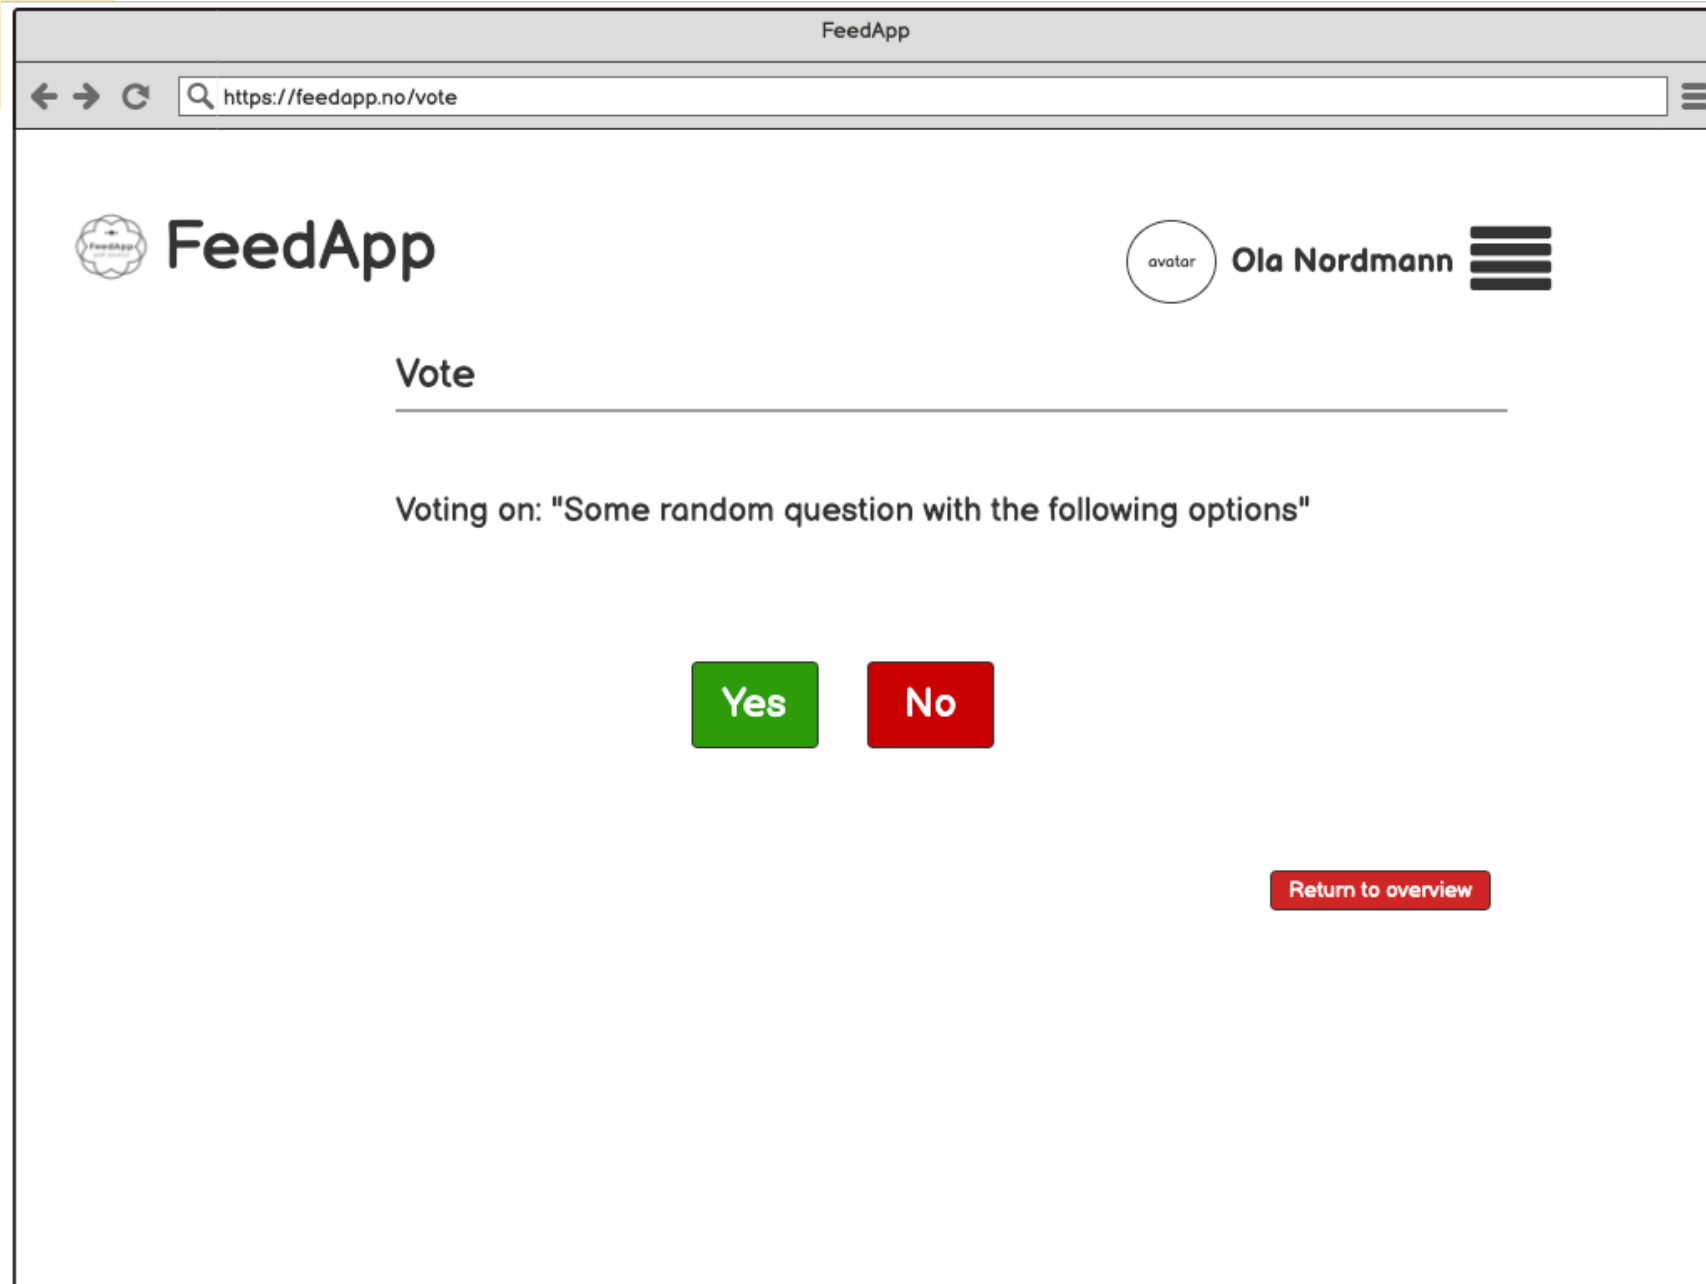 FeedApp
https://feedapp.no/vote
FeedApp
FeedApp
avatar
Ola Nordmann
Vote
Voting on: "Some random question with the following options"
Yes
No
Return to overview